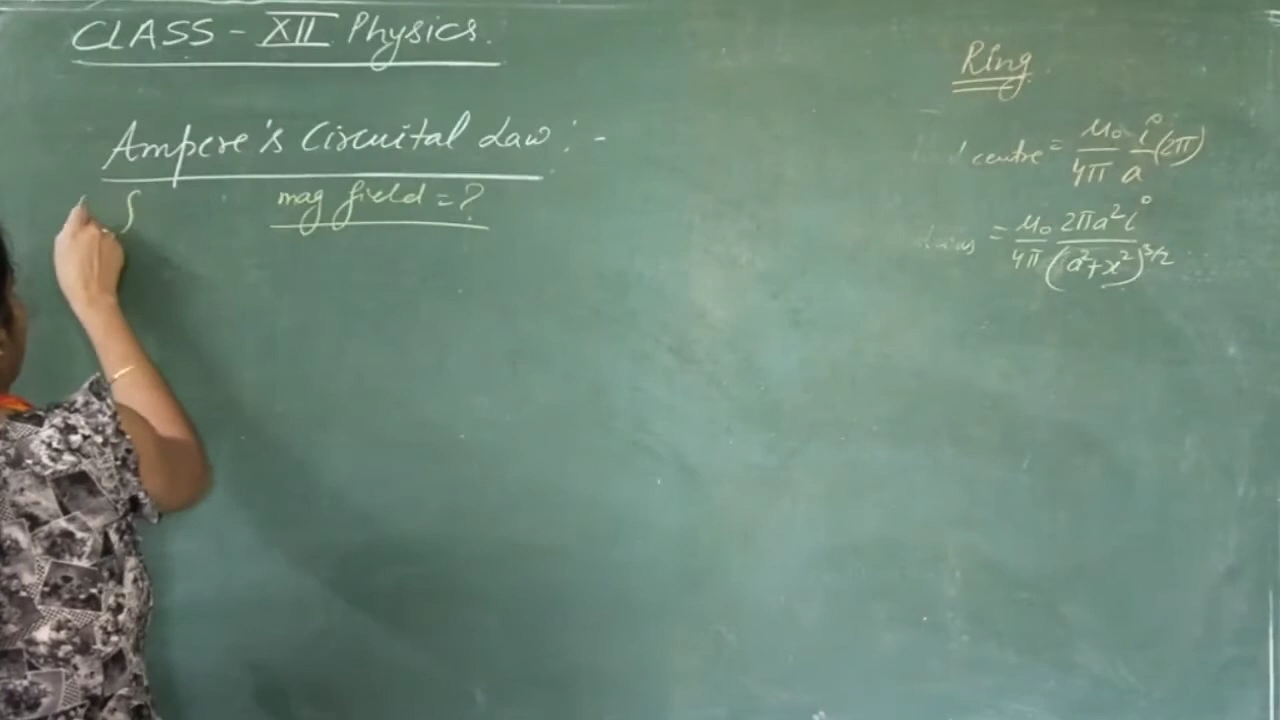 CLASS - XII Physics.
Ampere's Circuital Law : -
∫ mag field = ?
Ring
centre = μ₀/4π i/a (2π)
= μ₀/4π 2πa²i/(a²+x²)^3/2